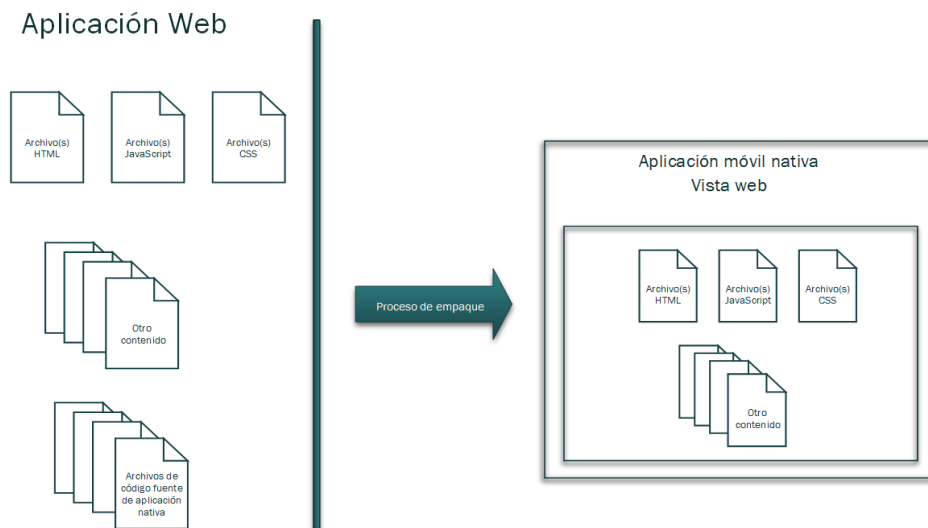 Aplicación Web
Archivo(s)
HTML
Archivo(s)
JavaScript
Archivo(s)
CSS
Otro
contenido
Archivos de
código fuente
de aplicación
nativa
Proceso de empaque
Aplicación móvil nativa
Vista web
Archivo(s)
HTML
Archivo(s)
JavaScript
Archivo(s)
CSS
Otro
contenido